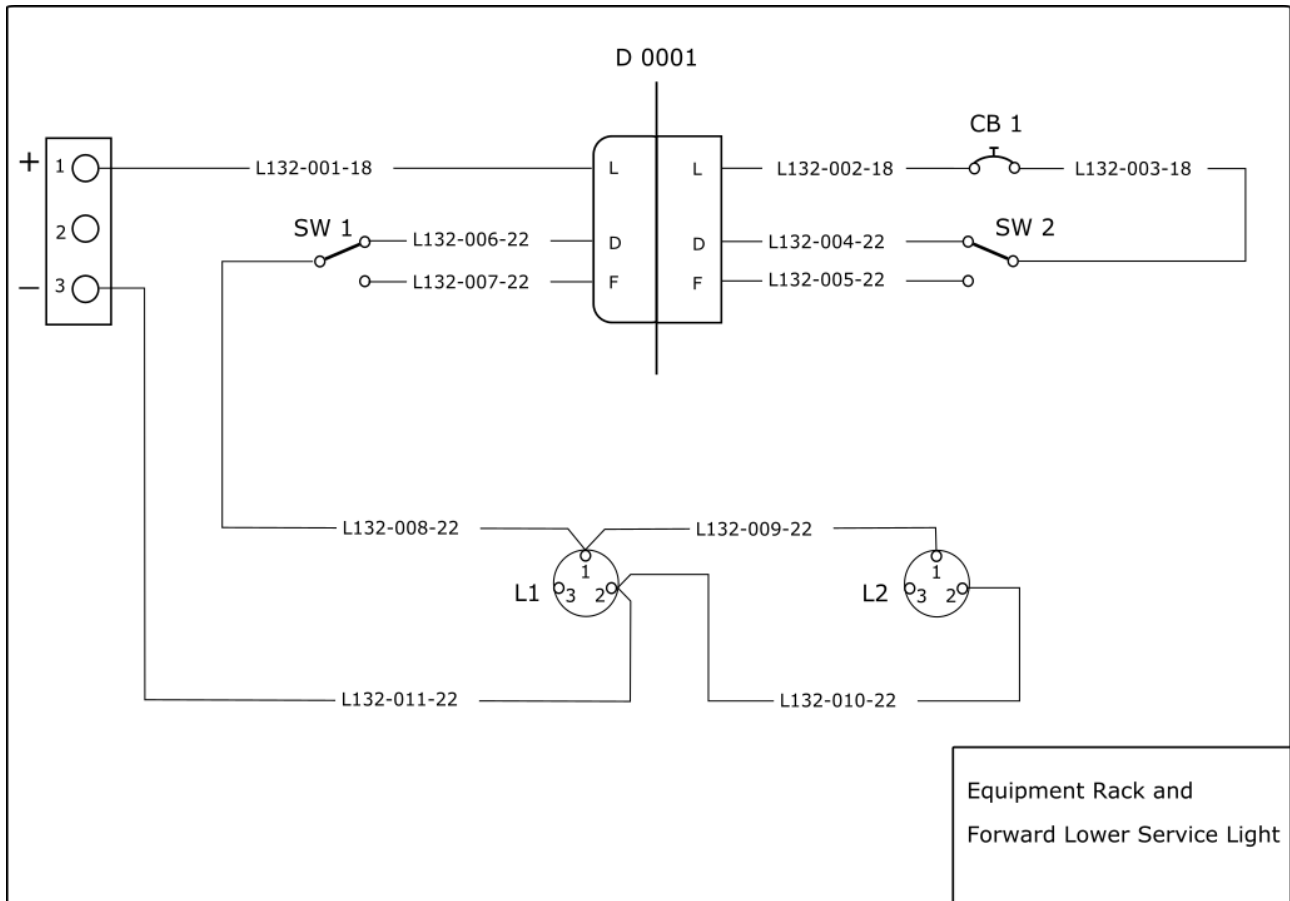 D 0001
CB 1
+ 1 L132-001-18 L L L132-002-18 L132-003-18
2 SW 1 L132-006-22 D D L132-004-22 SW 2
− 3 L132-007-22 F F L132-005-22
L132-008-22 L132-009-22
1 1
L1 3 2 L2 3 2
L132-011-22 L132-010-22
Equipment Rack and
Forward Lower Service Light